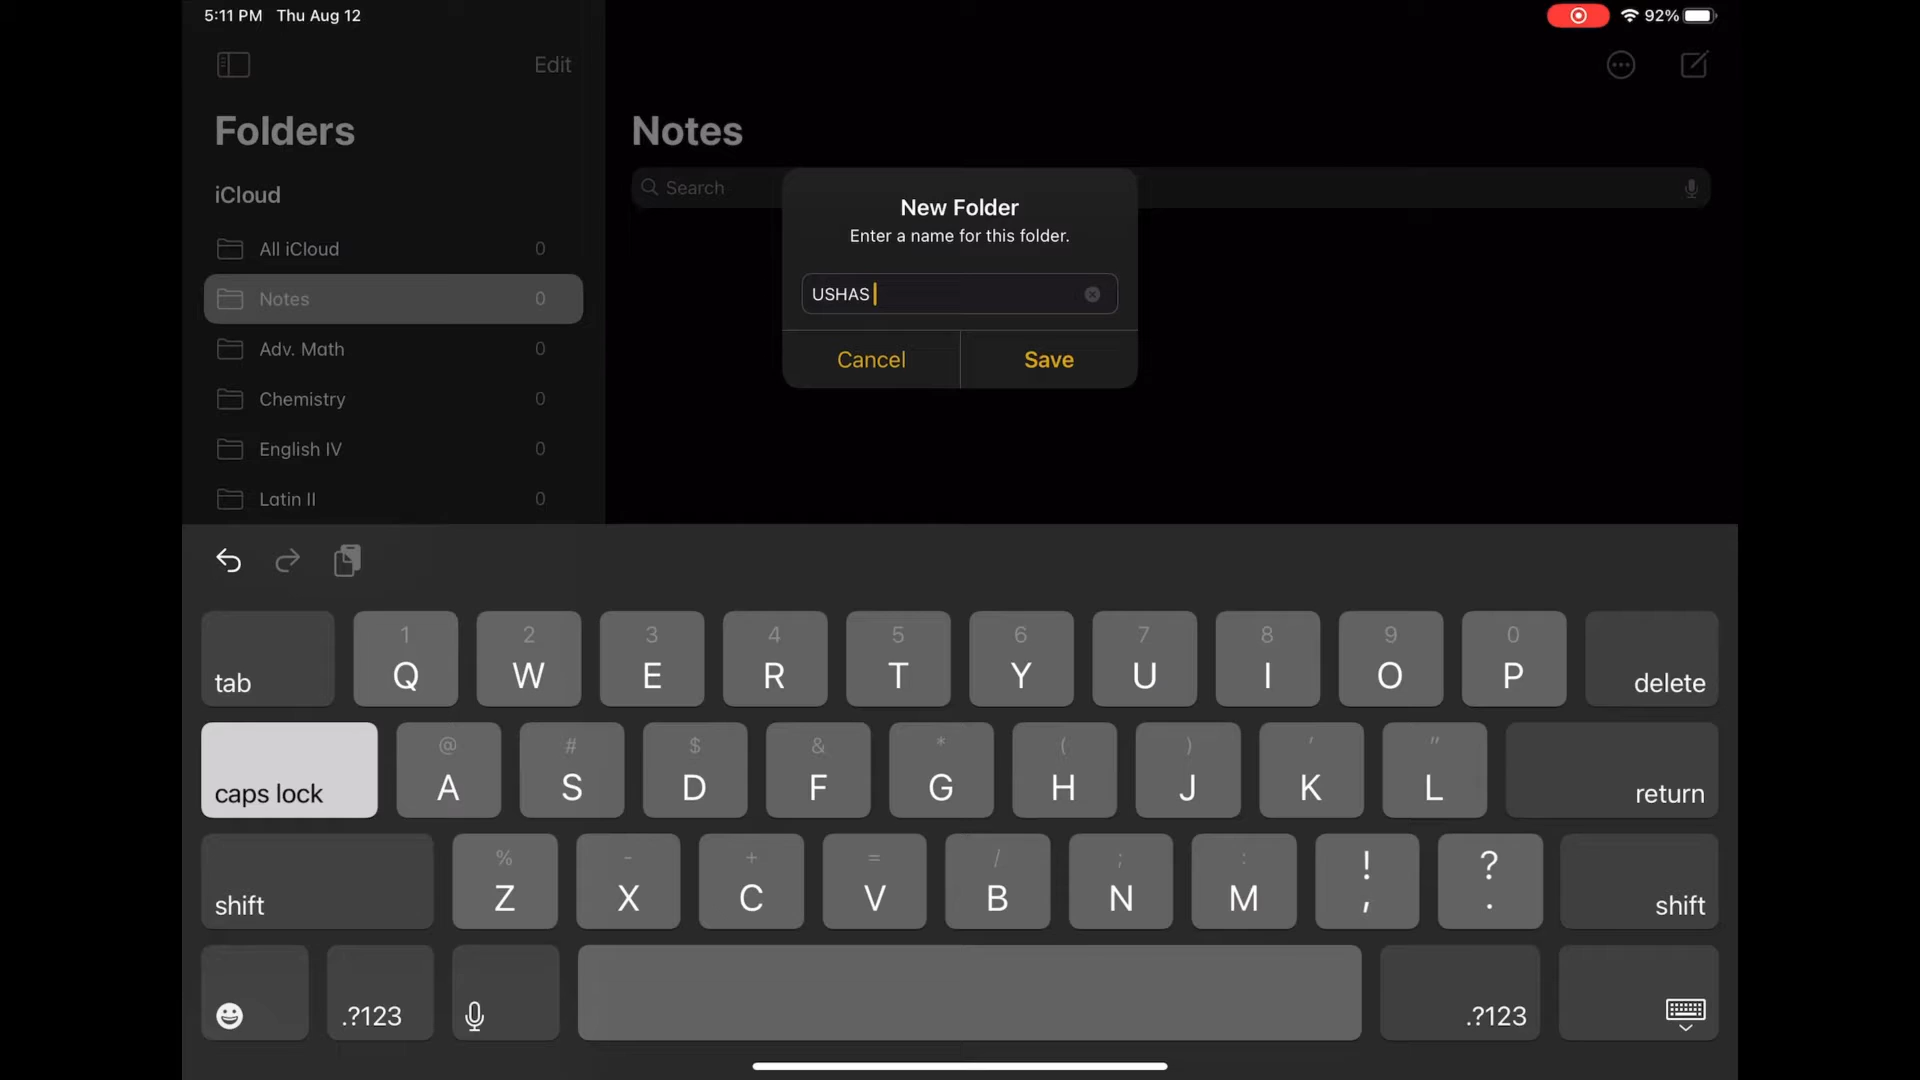 5:11 PM Thu Aug 12
92%
Edit
Folders
Notes
iCloud
Search
New Folder
Enter a name for this folder.
USHAS
Cancel
Save
All iCloud 0
Notes 0
Adv. Math 0
Chemistry 0
English IV 0
Latin II 0
1 2 3 4 5 6 7 8 9 0
tab Q W E R T Y U I O P delete
@ # $ & * ( ) ' "
caps lock A S D F G H J K L return
% - + = / ; : ! ?
shift Z X C V B N M , . shift
.?123 .?123